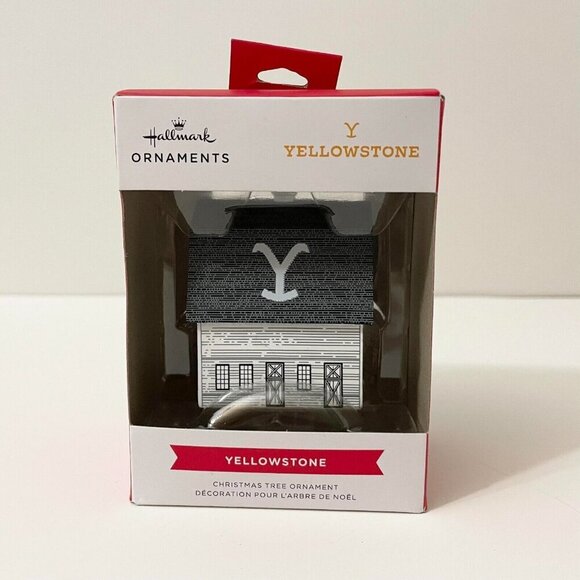 Hallmark
ORNAMENTS
Y
YELLOWSTONE
Y
YELLOWSTONE
CHRISTMAS TREE ORNAMENT
DÉCORATION POUR L'ARBRE DE NOËL